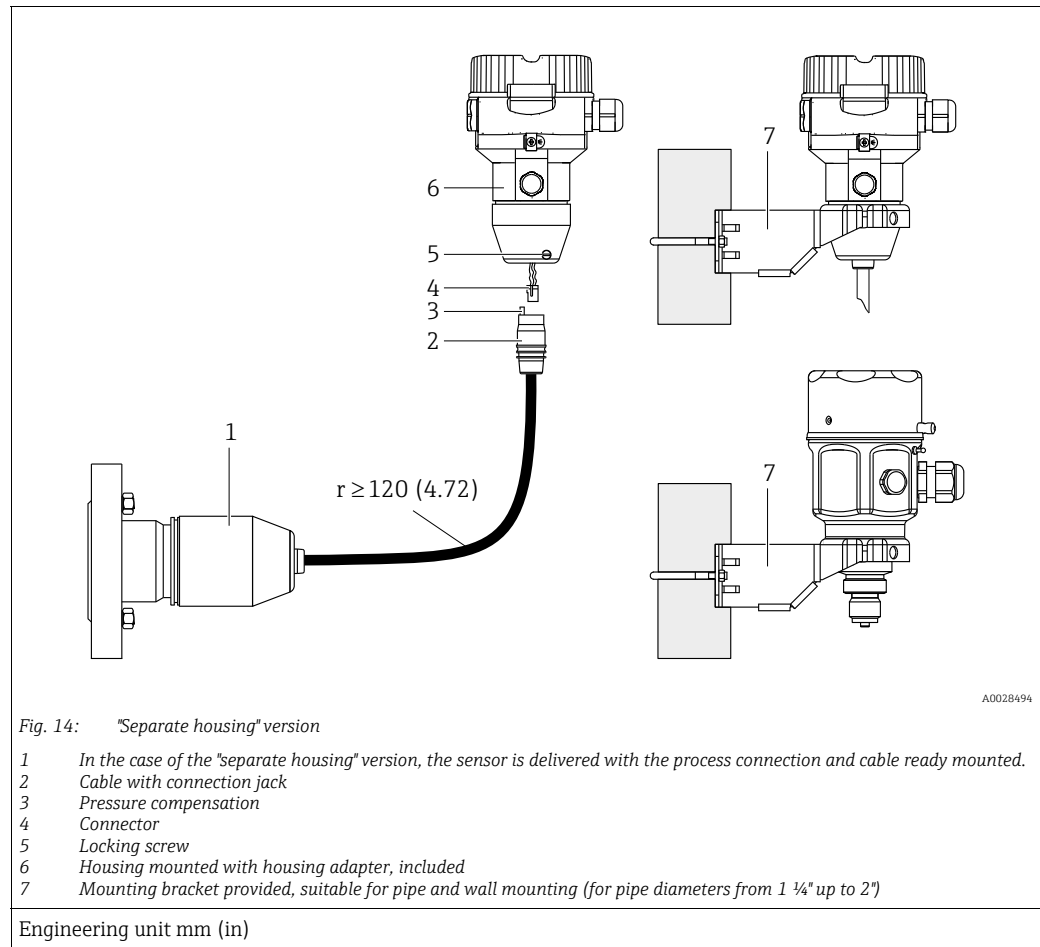 6
5
4
3
2
7
1
r ≥ 120 (4.72)
7
A0028494
Fig. 14: "Separate housing" version
1 In the case of the "separate housing" version, the sensor is delivered with the process connection and cable ready mounted.
2 Cable with connection jack
3 Pressure compensation
4 Connector
5 Locking screw
6 Housing mounted with housing adapter, included
7 Mounting bracket provided, suitable for pipe and wall mounting (for pipe diameters from 1 ¼" up to 2")
Engineering unit mm (in)